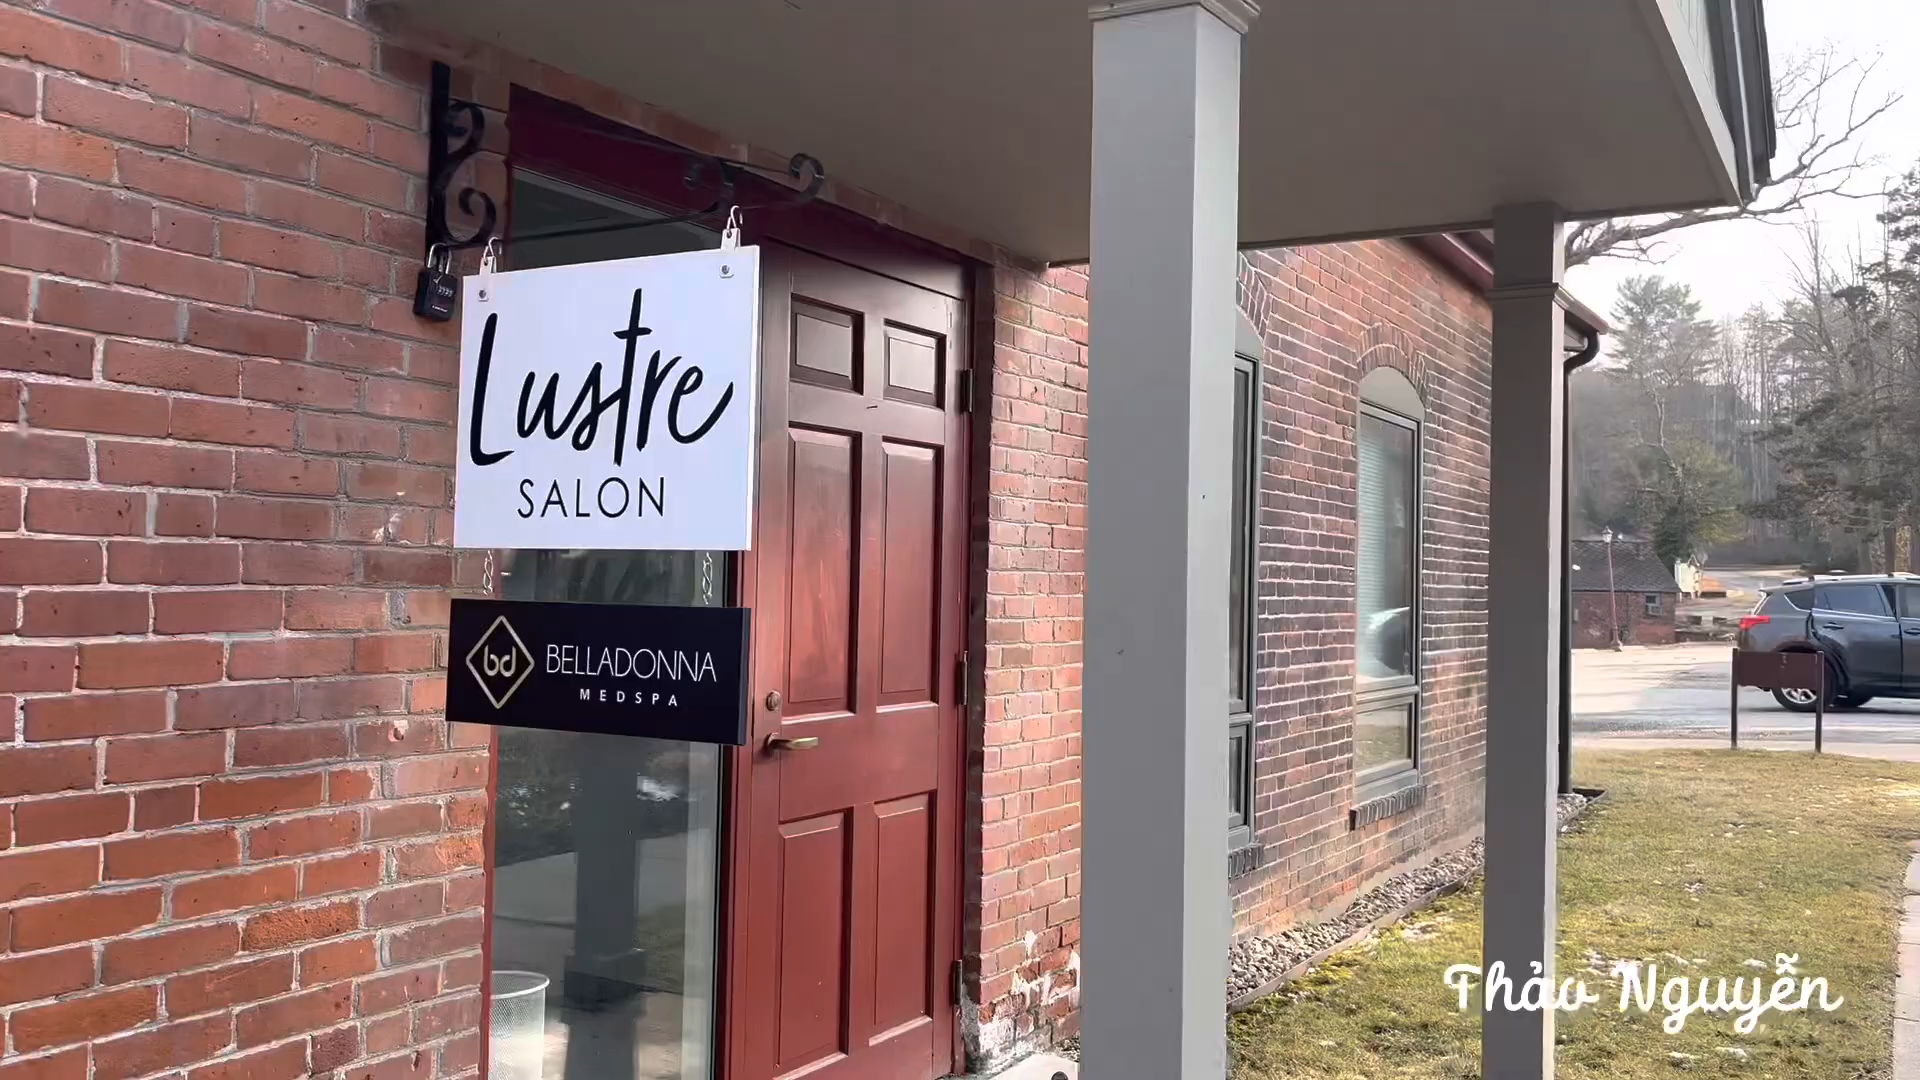 Lustre
SALON
bd
BELLADONNA
MEDSPA
Thảo Nguyễn